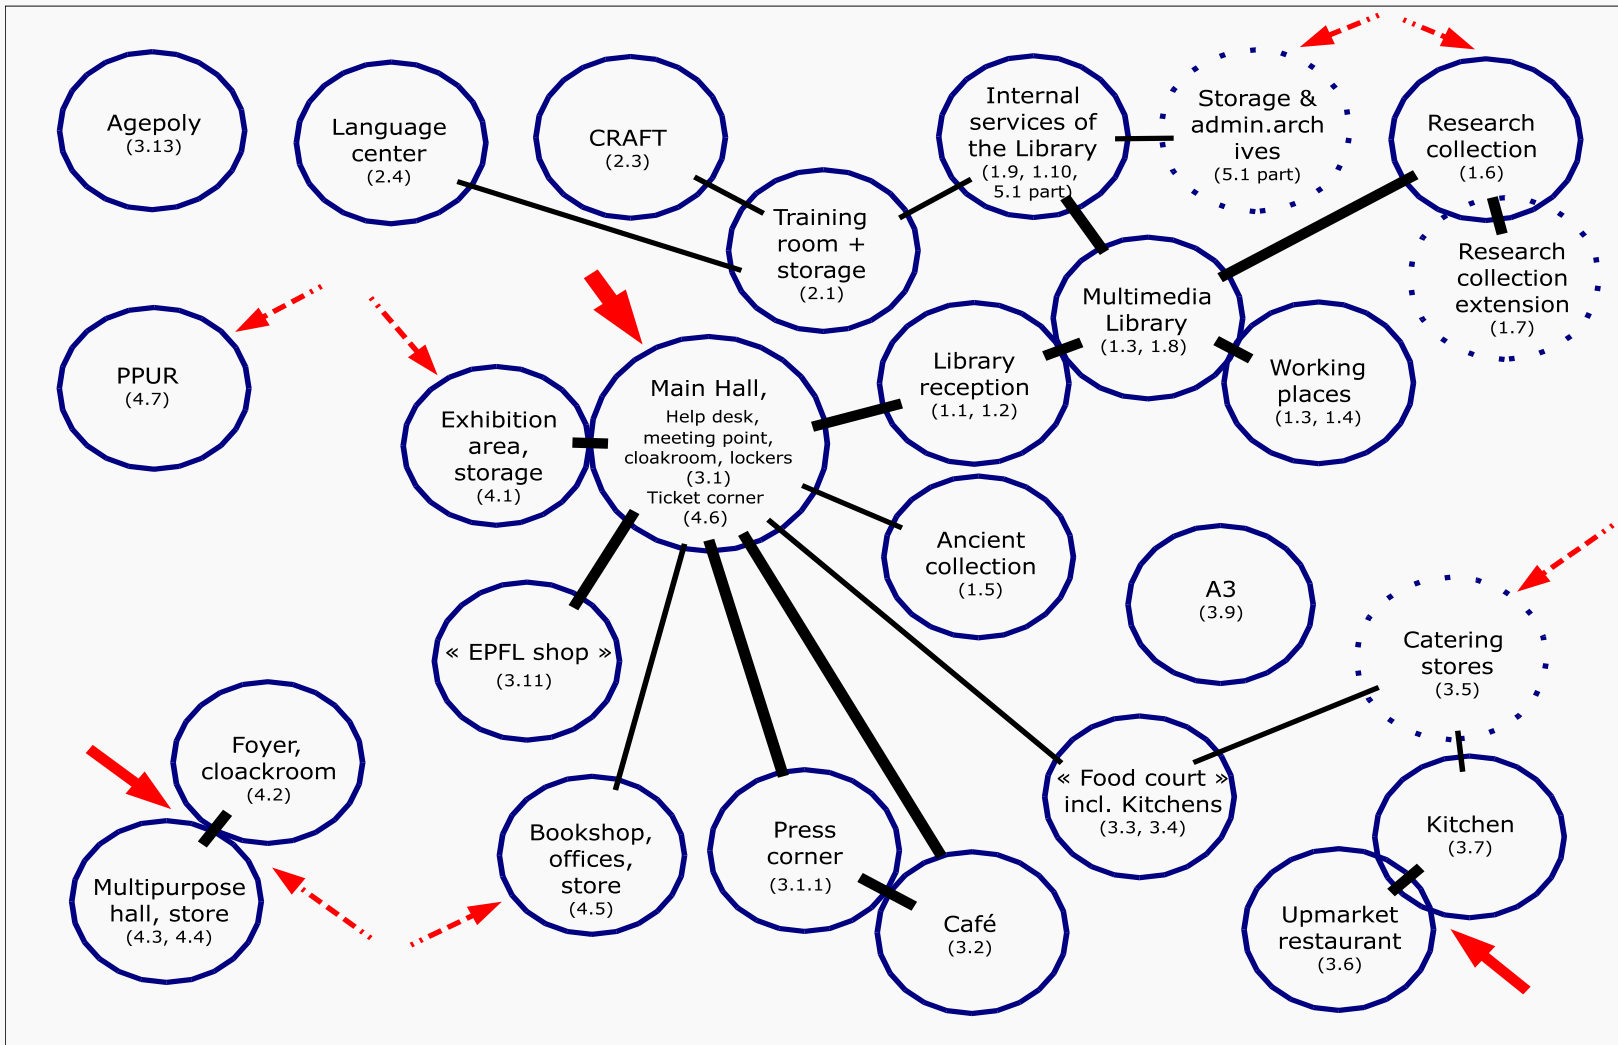 Agepoly
(3.13)
Language
center
(2.4)
CRAFT
(2.3)
Internal
services of
the Library
(1.9, 1.10,
5.1 part)
Storage &
admin.arch
ives
(5.1 part)
Research
collection
(1.6)
Training
room +
storage
(2.1)
Research
collection
extension
(1.7)
Multimedia
Library
(1.3, 1.8)
PPUR
(4.7)
Exhibition
area,
storage
(4.1)
Main Hall,
Help desk,
meeting point,
cloakroom, lockers
(3.1)
Ticket corner
(4.6)
Library
reception
(1.1, 1.2)
Working
places
(1.3, 1.4)
Ancient
collection
(1.5)
A3
(3.9)
Catering
stores
(3.5)
« EPFL shop »
(3.11)
Foyer,
cloackroom
(4.2)
Multipurpose
hall, store
(4.3, 4.4)
Bookshop,
offices,
store
(4.5)
Press
corner
(3.1.1)
Café
(3.2)
« Food court »
incl. Kitchens
(3.3, 3.4)
Kitchen
(3.7)
Upmarket
restaurant
(3.6)